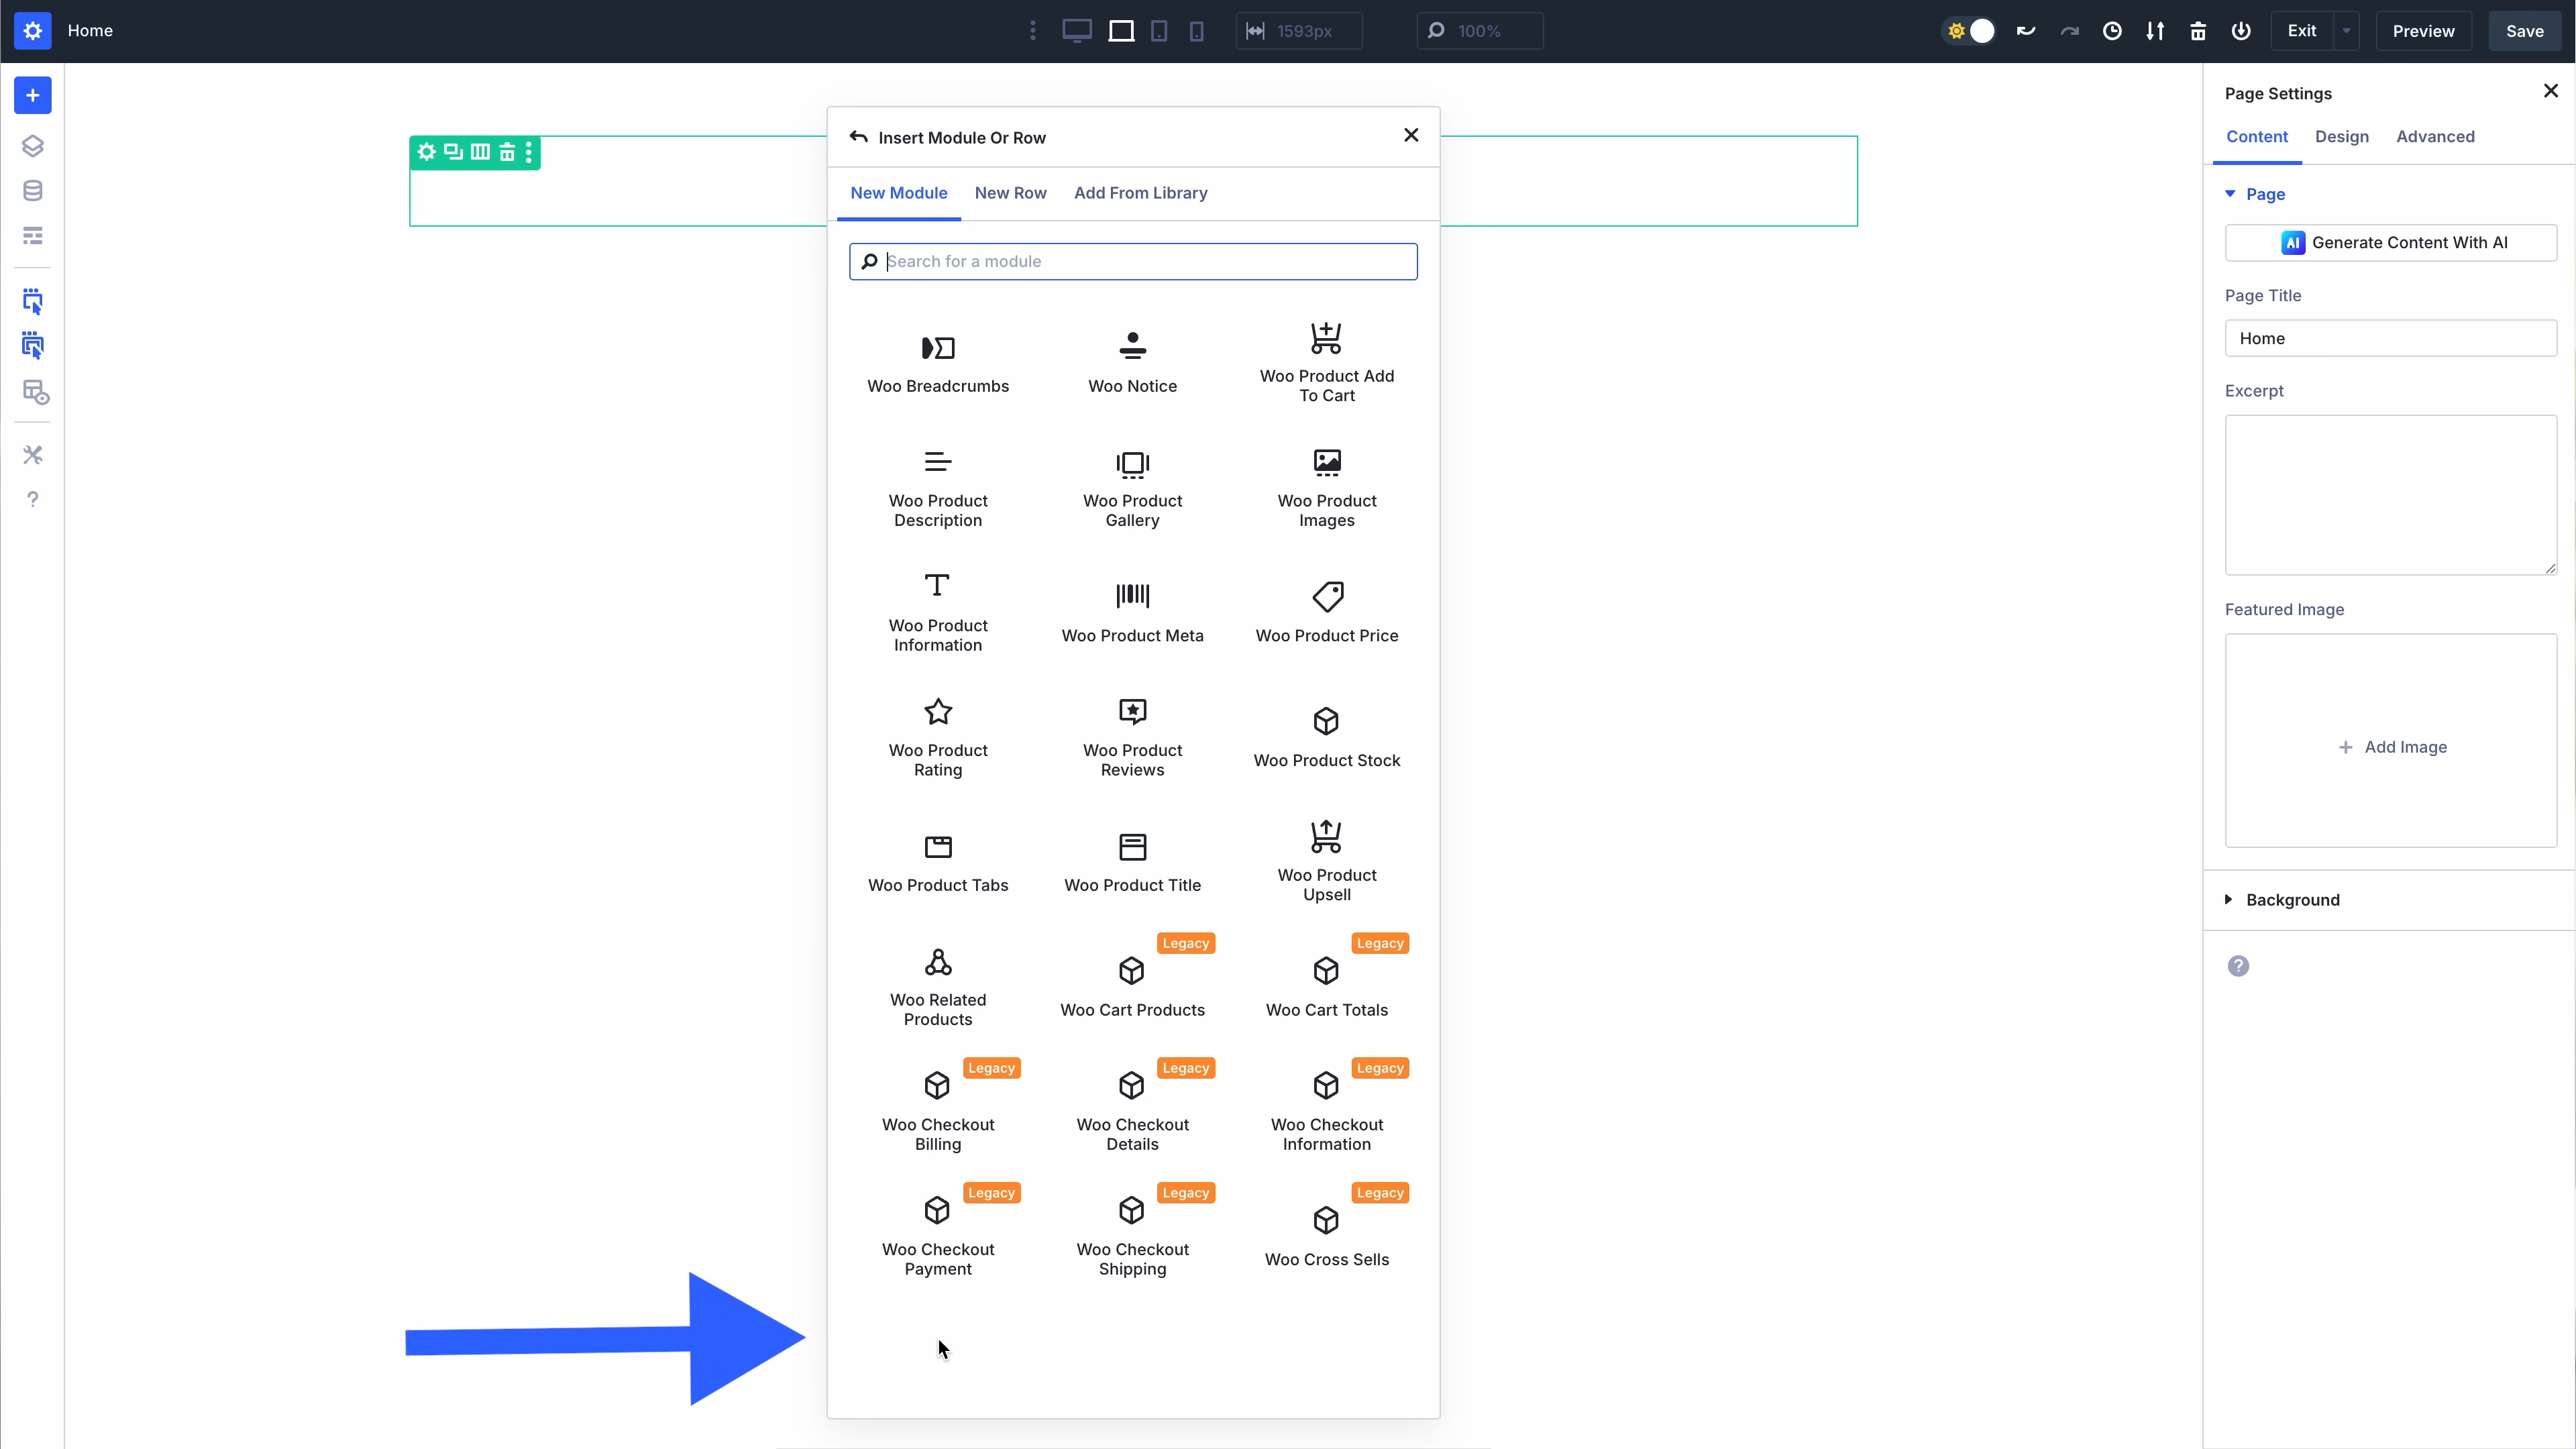 Home
1593px
100%
Exit
Preview
Save
Insert Module Or Row
New Module
New Row
Add From Library
Search for a module
Woo Breadcrumbs
Woo Notice
Woo Product Add
To Cart
Woo Product
Description
Woo Product
Gallery
Woo Product
Images
Woo Product
Information
Woo Product Meta
Woo Product Price
Woo Product
Rating
Woo Product
Reviews
Woo Product Stock
Woo Product Tabs
Woo Product Title
Woo Product
Upsell
Woo Related
Products
Legacy
Woo Cart Products
Legacy
Woo Cart Totals
Legacy
Woo Checkout
Billing
Legacy
Woo Checkout
Details
Legacy
Woo Checkout
Information
Legacy
Woo Checkout
Payment
Legacy
Woo Checkout
Shipping
Legacy
Woo Cross Sells
Page Settings
Content
Design
Advanced
Page
AI Generate Content With AI
Page Title
Home
Excerpt
Featured Image
Add Image
Background